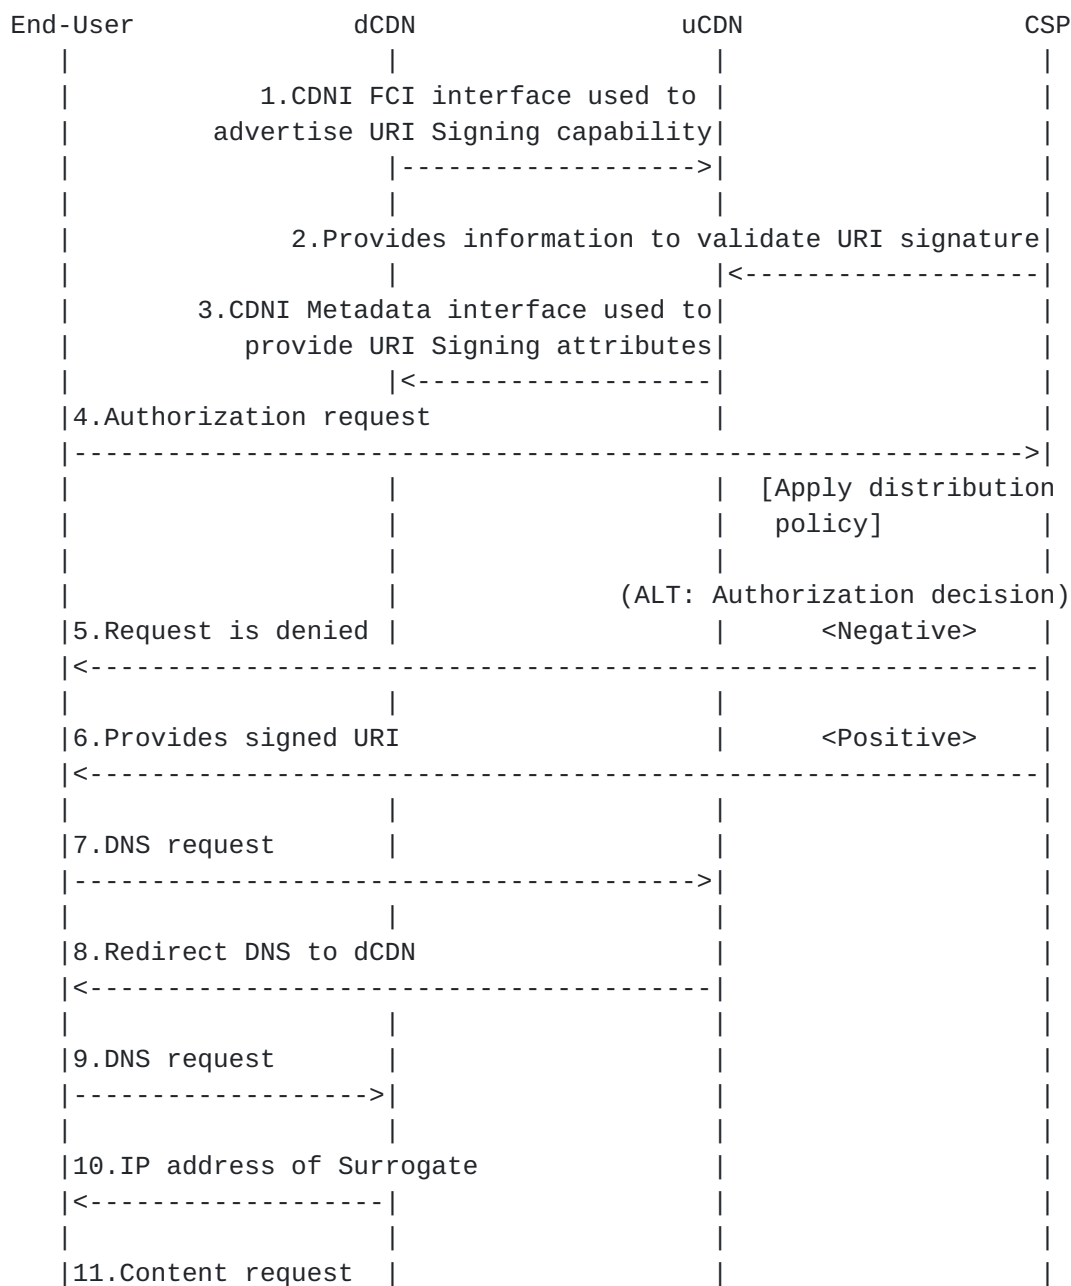 End-User dCDN uCDN CSP
1.CDNI FCI interface used to
advertise URI Signing capability
2.Provides information to validate URI signature
3.CDNI Metadata interface used to
provide URI Signing attributes
4.Authorization request
[Apply distribution
policy]
(ALT: Authorization decision)
5.Request is denied <Negative>
6.Provides signed URI <Positive>
7.DNS request
8.Redirect DNS to dCDN
9.DNS request
10.IP address of Surrogate
11.Content request